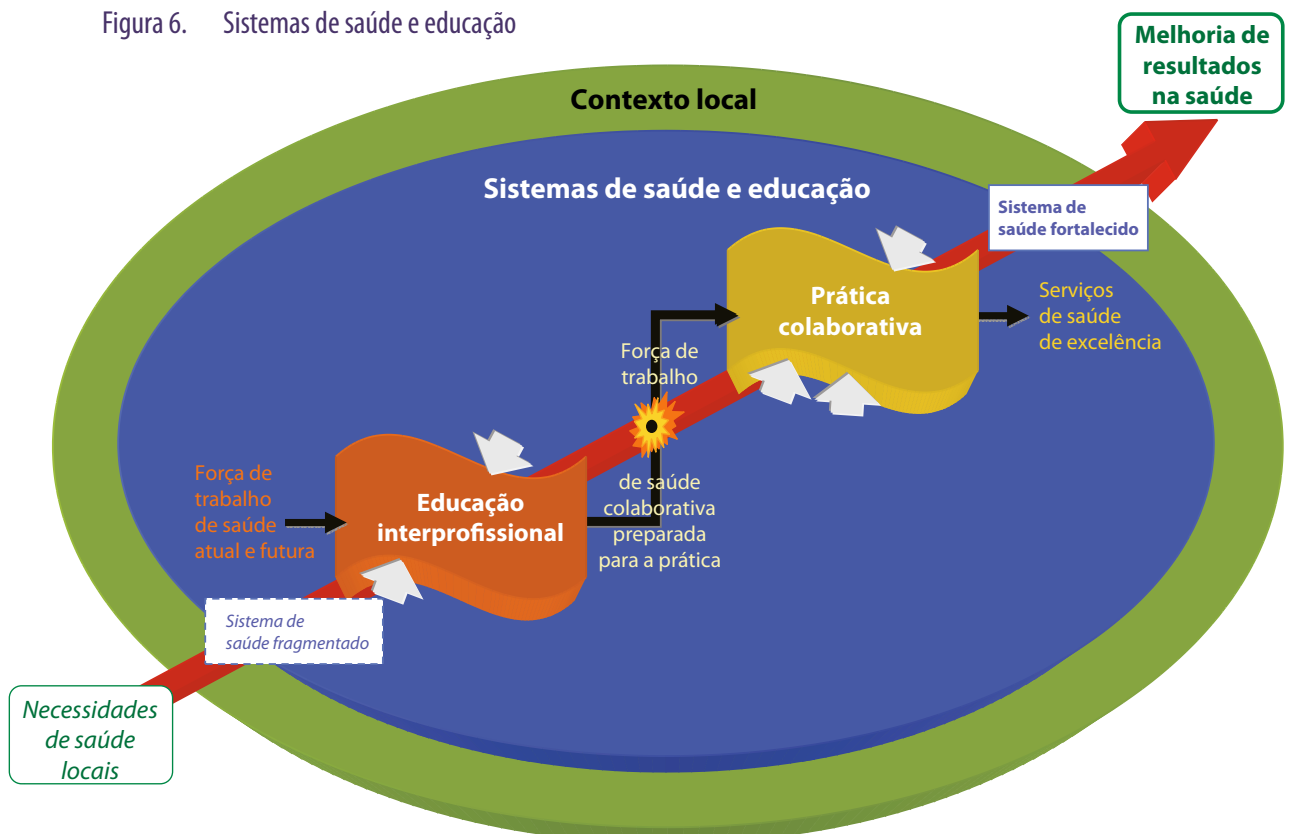 Figura 6. Sistemas de saúde e educação
Melhoria de
resultados
na saúde
Contexto local
Sistemas de saúde e educação
Sistema de
saúde fortalecido
Prática
colaborativa
Serviços
de saúde
de excelência
Força de
trabalho
de saúde
colaborativa
preparada
para a prática
Educação
interprofissional
Força de
trabalho
de saúde
atual e futura
Sistema de
saúde fragmentado
Necessidades
de saúde
locais